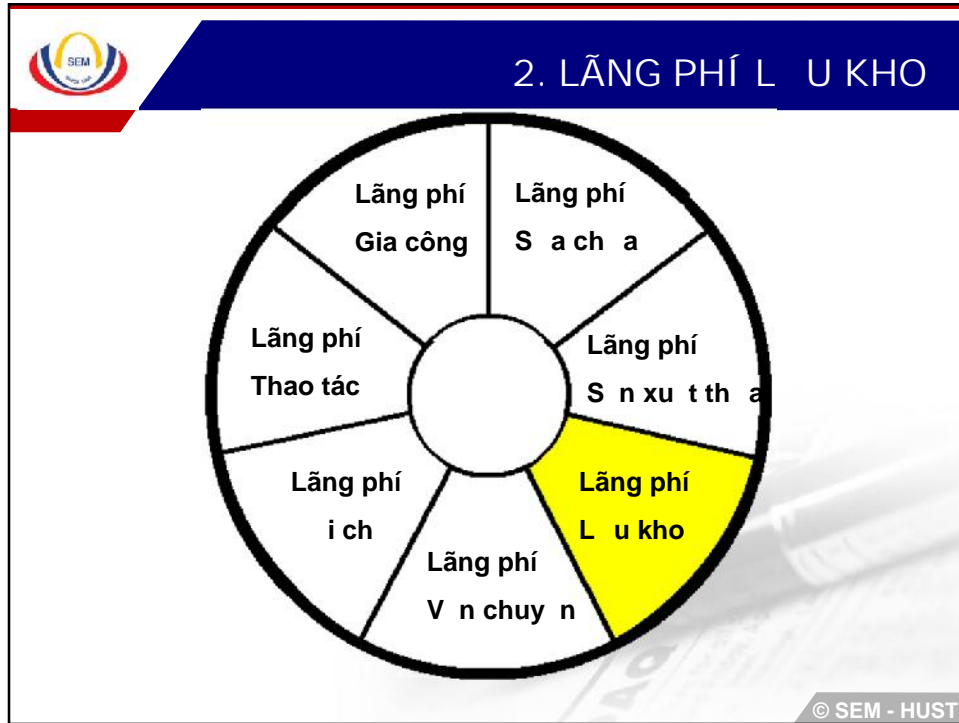 SEM
2. LÃNG PHÍ L U KHO
Lãng phí
Gia công
Lãng phí
S a ch a
Lãng phí
Thao tác
Lãng phí
S n xu t th a
Lãng phí
i ch
Lãng phí
L u kho
Lãng phí
V n chuy n
© SEM - HUST